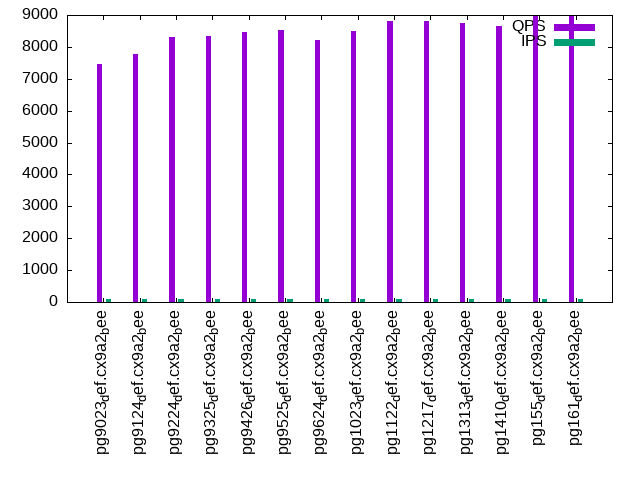 9000
8000
7000
6000
5000
4000
3000
2000
1000
0
QPS
IPS
pg9023def.cx9a2bee
pg9124def.cx9a2bee
pg9224def.cx9a2bee
pg9325def.cx9a2bee
pg9426def.cx9a2bee
pg9525def.cx9a2bee
pg9624def.cx9a2bee
pg1023def.cx9a2bee
pg1122def.cx9a2bee
pg1217def.cx9a2bee
pg1313def.cx9a2bee
pg1410def.cx9a2bee
pg155def.cx9a2bee
pg161def.cx9a2bee